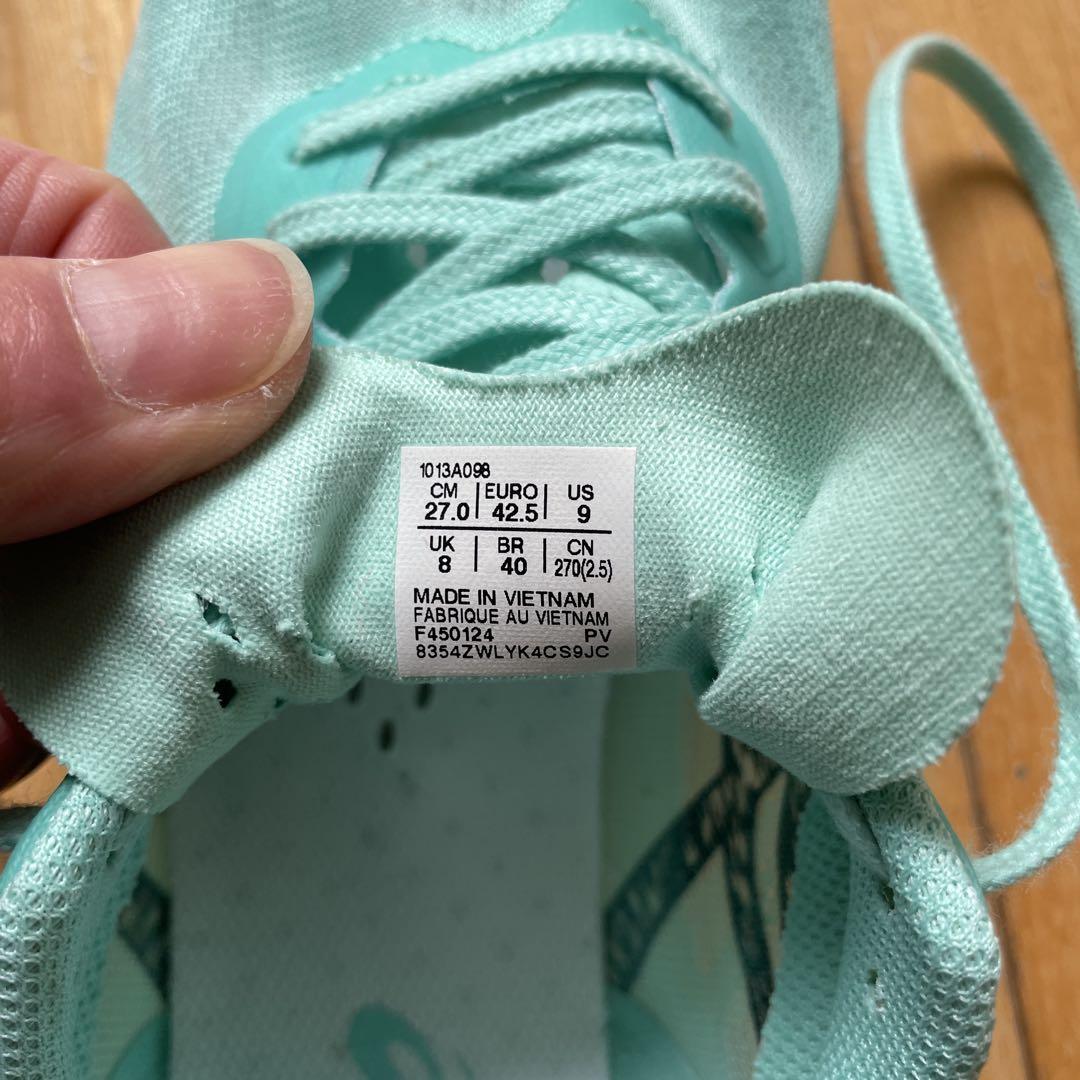 1013A098
CM | EURO | US
27.0 | 42.5 | 9
UK | BR | CN
8 | 40 | 270(2.5)
MADE IN VIETNAM
FABRIQUE AU VIETNAM
F450124 PV
8354ZWLYK4CS9JC